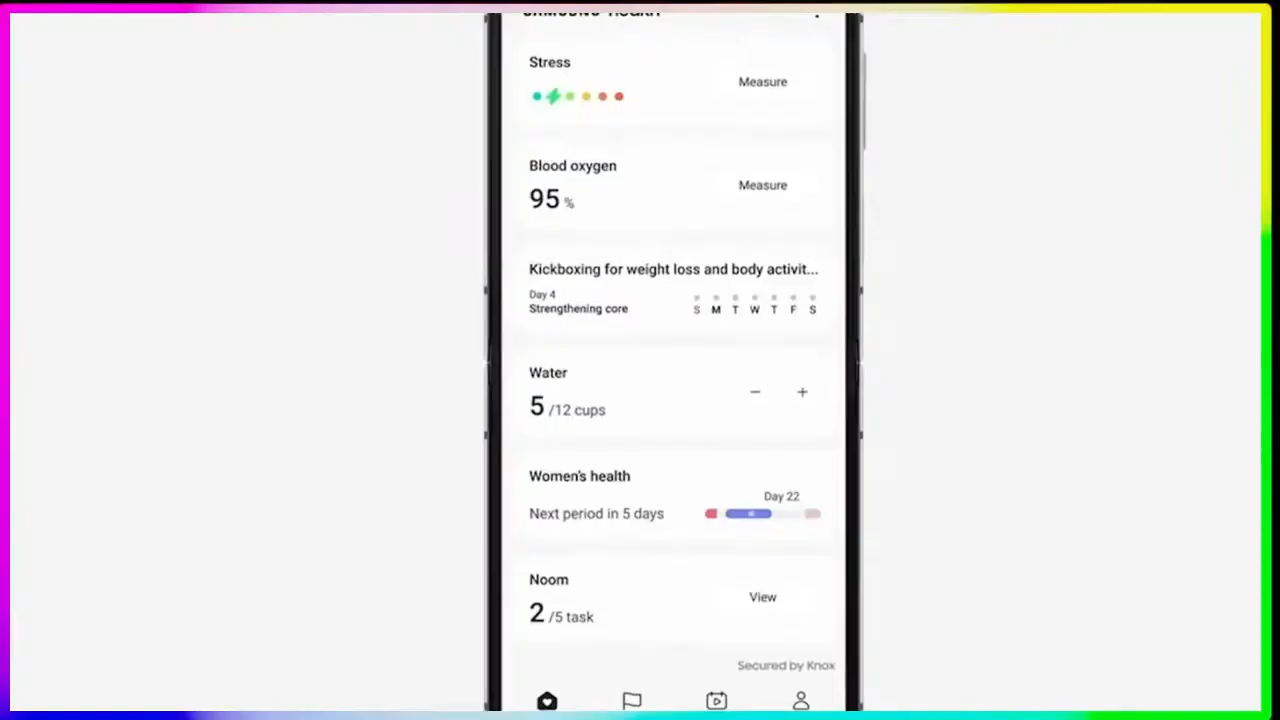 Stress
Measure
Blood oxygen
95 %
Measure
Kickboxing for weight loss and body activit...
Day 4
Strengthening core
S M T W T F S
Water
5 /12 cups
− +
Women's health
Day 22
Next period in 5 days
Noom
2 /5 task
View
Secured by Knox